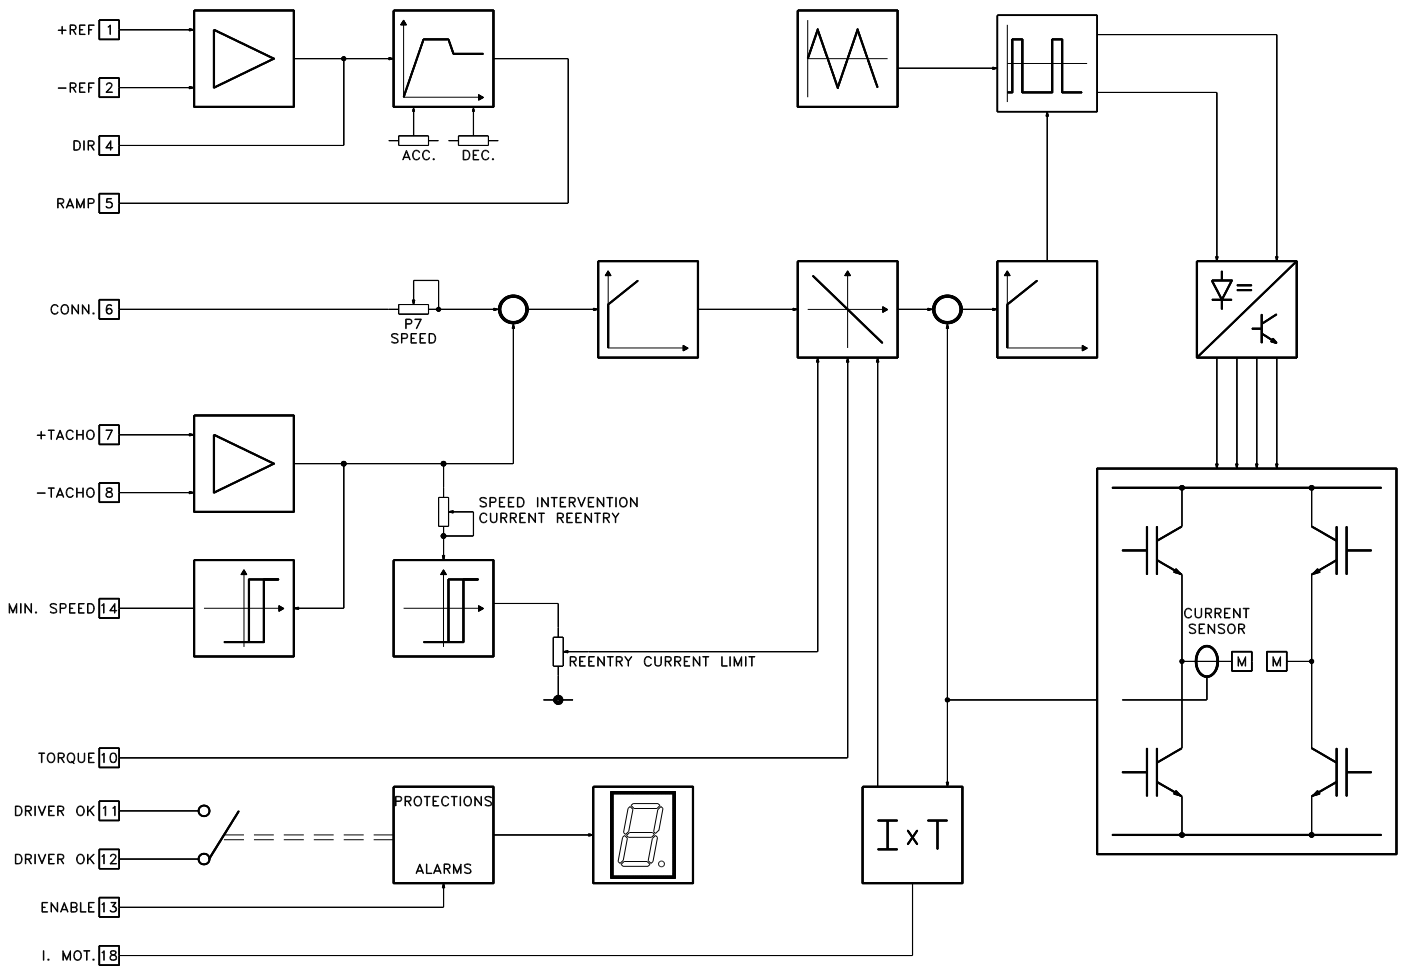 +REF 1
-REF 2
DIR 4
ACC. DEC.
RAMP 5
CONN. 6
P7
SPEED
+TACHO 7
-TACHO 8
SPEED INTERVENTION
CURRENT REENTRY
MIN. SPEED 14
CURRENT
SENSOR
REENTRY CURRENT LIMIT
M M
TORQUE 10
DRIVER OK 11
PROTECTIONS
I x T
DRIVER OK 12
ALARMS
ENABLE 13
I. MOT. 18